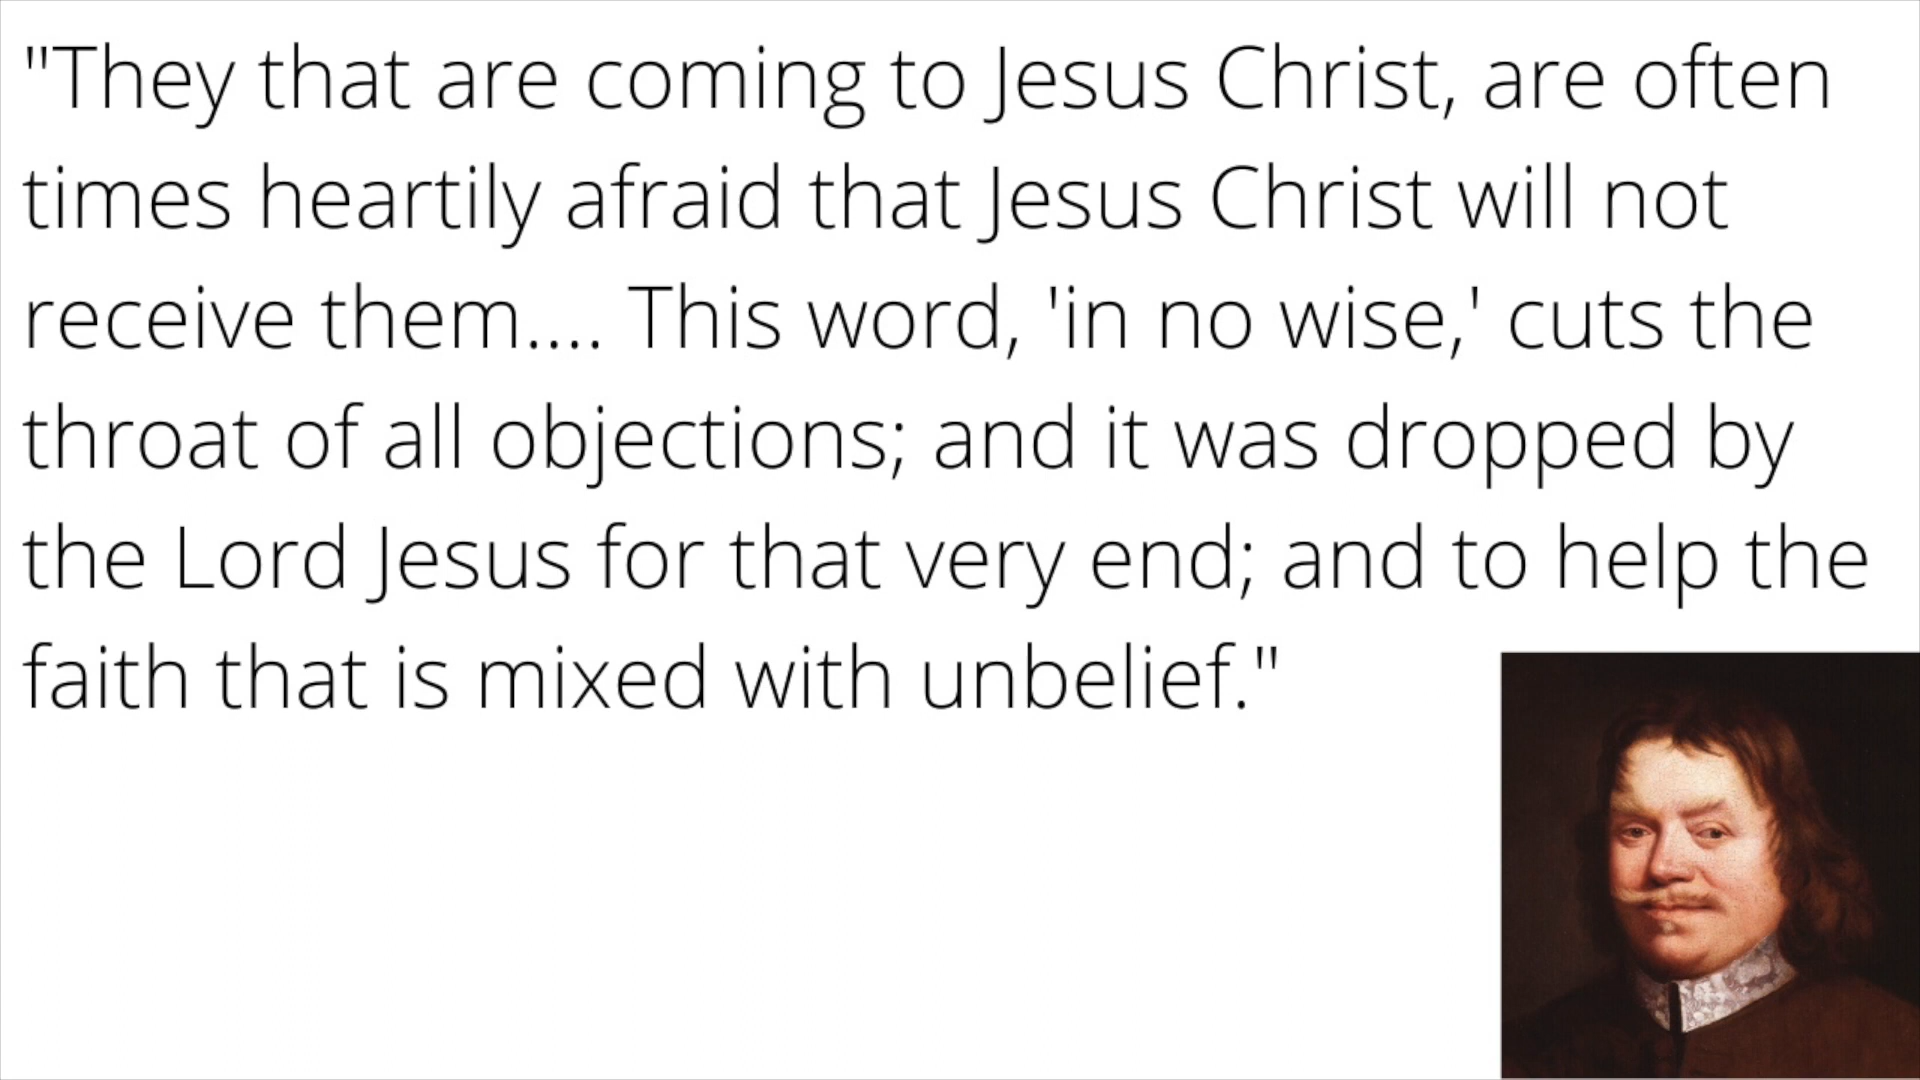 "They that are coming to Jesus Christ, are often
times heartily afraid that Jesus Christ will not
receive them.... This word, 'in no wise,' cuts the
throat of all objections; and it was dropped by
the Lord Jesus for that very end; and to help the
faith that is mixed with unbelief."